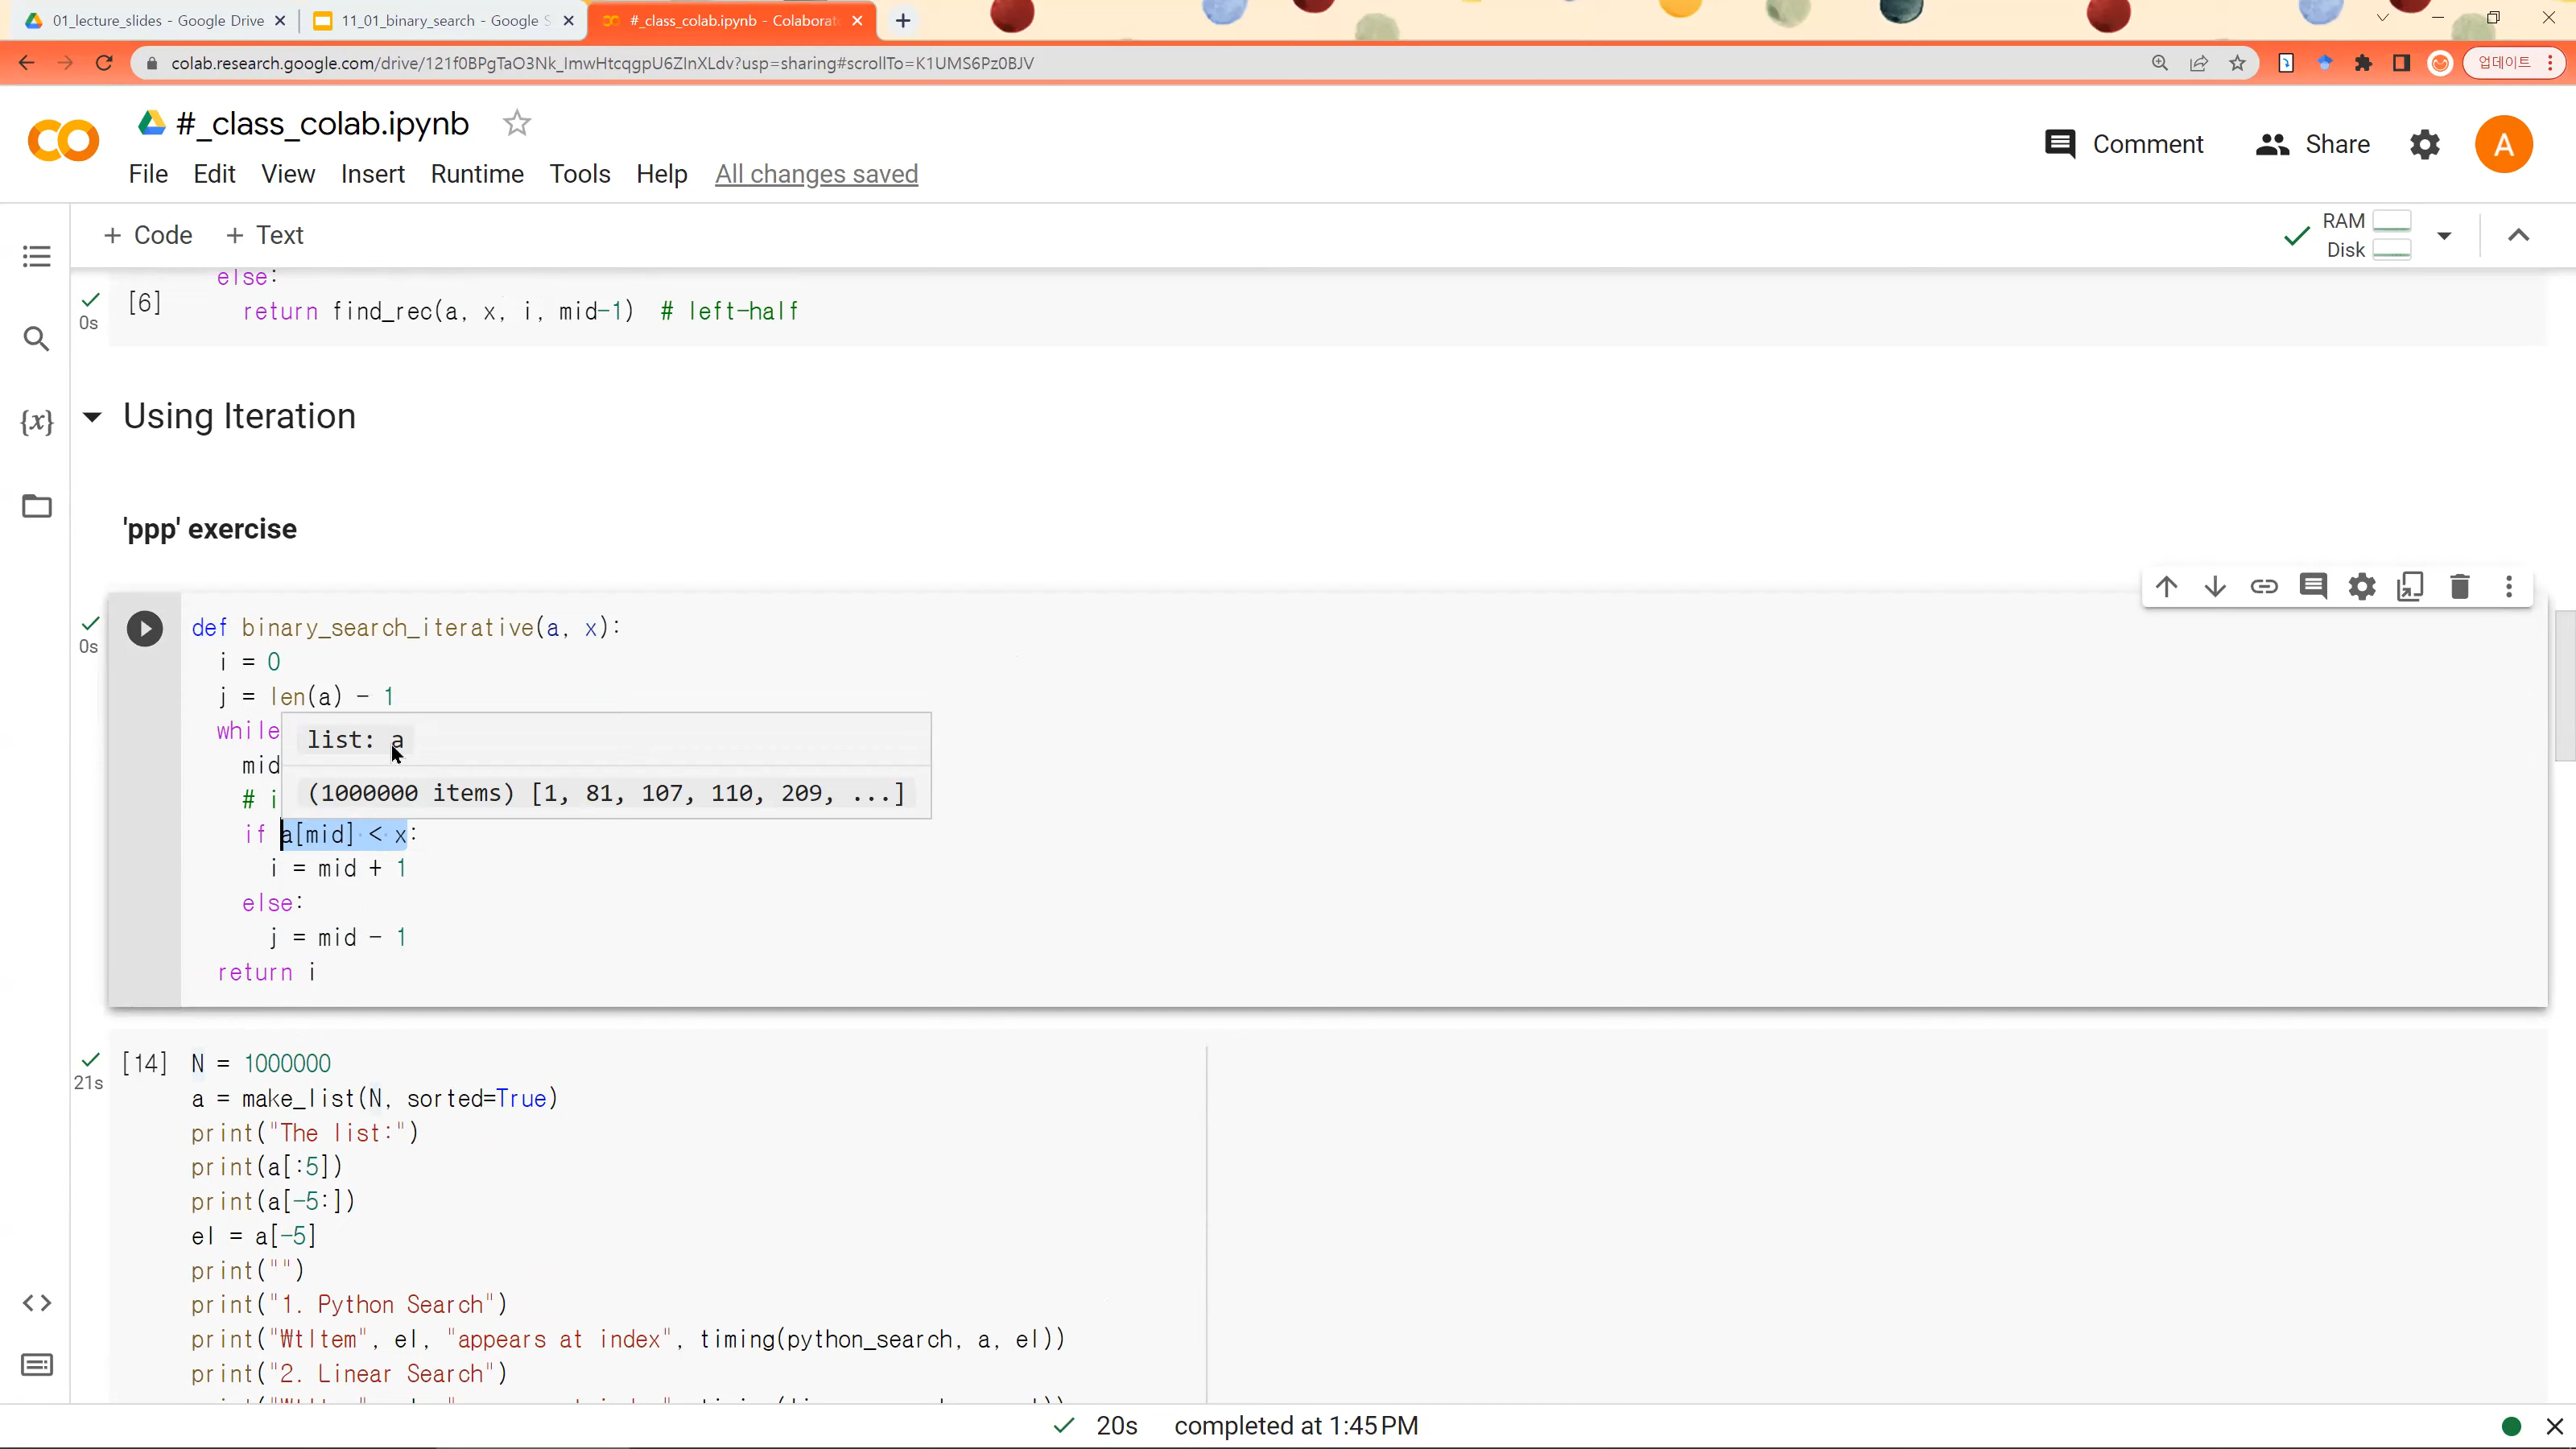 01_lecture_slides - Google Drive
11_01_binary_search - Google S
#_class_colab.ipynb - Colaborat
colab.research.google.com/drive/121f0BPgTaO3Nk_ImwHtcqgpU6ZInXLdv?usp=sharing#scrollTo=K1UMS6Pz0BJV
업데이트
#_class_colab.ipynb
Comment
Share
A
File Edit View Insert Runtime Tools Help All changes saved
+ Code + Text
RAM
Disk
else:
[6]
0s
return find_rec(a, x, i, mid-1) # left-half
{x}
Using Iteration
'ppp' exercise
0s
def binary_search_iterative(a, x):
i = 0
j = len(a) - 1
while
list: a
mid
(1000000 items) [1, 81, 107, 110, 209, ...]
# i
if a[mid] < x:
i = mid + 1
else:
j = mid - 1
return i
[14]
21s
N = 1000000
a = make_list(N, sorted=True)
print("The list:")
print(a[:5])
print(a[-5:])
el = a[-5]
print("")
print("1. Python Search")
print("WtItem", el, "appears at index", timing(python_search, a, el))
print("2. Linear Search")
20s completed at 1:45 PM